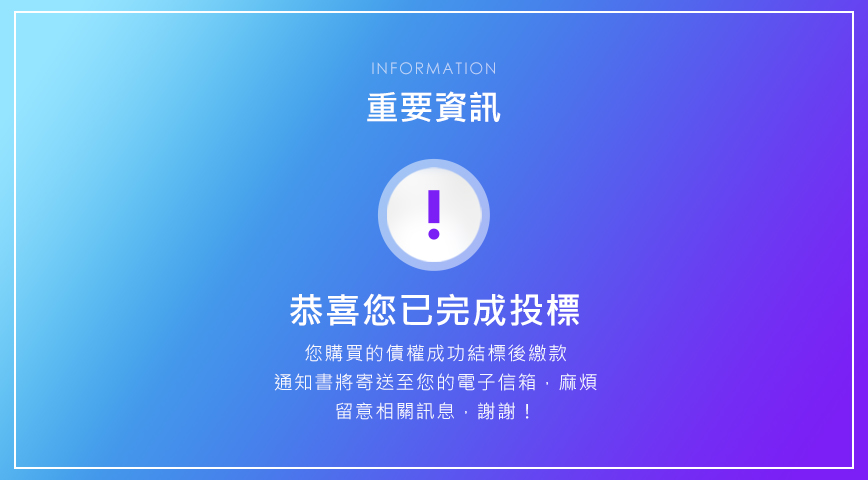 INFORMATION
重要資訊
!
恭喜您已完成投標
您購買的債權成功結標後繳款
通知書將寄送至您的電子信箱，麻煩
留意相關訊息，謝謝！